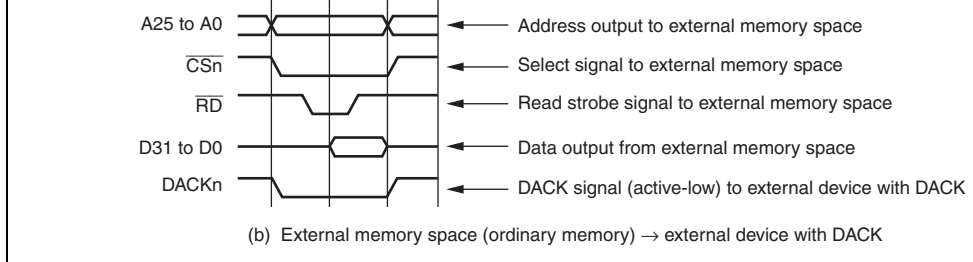 A25 to A0 Address output to external memory space
CSn Select signal to external memory space
RD Read strobe signal to external memory space
D31 to D0 Data output from external memory space
DACKn DACK signal (active-low) to external device with DACK
(b) External memory space (ordinary memory) → external device with DACK